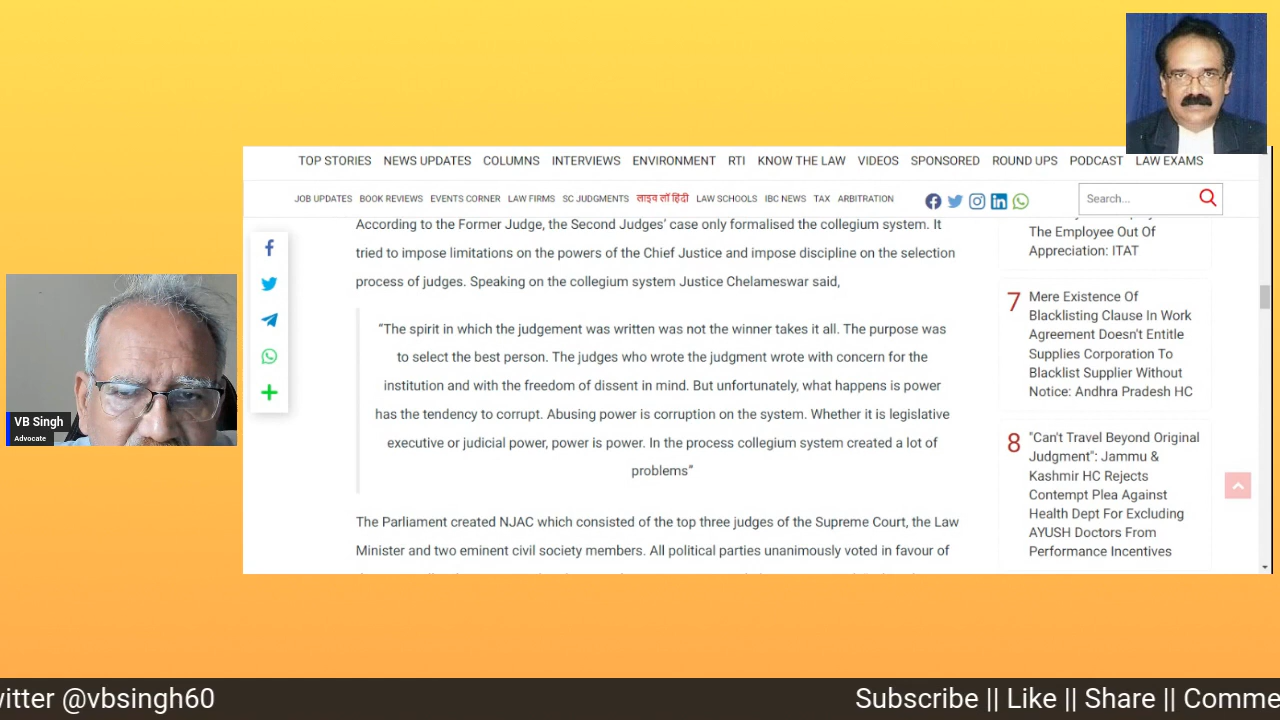 TOP STORIES NEWS UPDATES COLUMNS INTERVIEWS ENVIRONMENT RTI KNOW THE LAW VIDEOS SPONSORED ROUND UPS PODCAST LAW EXAMS
JOB UPDATES BOOK REVIEWS EVENTS CORNER LAW FIRMS SC JUDGMENTS लाइव लॉ हिंदी LAW SCHOOLS IBC NEWS TAX ARBITRATION
Search...
According to the Former Judge, the Second Judges' case only formalised the collegium system. It
tried to impose limitations on the powers of the Chief Justice and impose discipline on the selection
process of judges. Speaking on the collegium system Justice Chelameswar said,
“The spirit in which the judgement was written was not the winner takes it all. The purpose was
to select the best person. The judges who wrote the judgment wrote with concern for the
institution and with the freedom of dissent in mind. But unfortunately, what happens is power
has the tendency to corrupt. Abusing power is corruption on the system. Whether it is legislative
executive or judicial power, power is power. In the process collegium system created a lot of
problems”
The Parliament created NJAC which consisted of the top three judges of the Supreme Court, the Law
Minister and two eminent civil society members. All political parties unanimously voted in favour of
The Employee Out Of
Appreciation: ITAT
7
Mere Existence Of
Blacklisting Clause In Work
Agreement Doesn't Entitle
Supplies Corporation To
Blacklist Supplier Without
Notice: Andhra Pradesh HC
8
"Can't Travel Beyond Original
Judgment": Jammu &
Kashmir HC Rejects
Contempt Plea Against
Health Dept For Excluding
AYUSH Doctors From
Performance Incentives
VB Singh
Advocate
vitter @vbsingh60
Subscribe || Like || Share || Comme